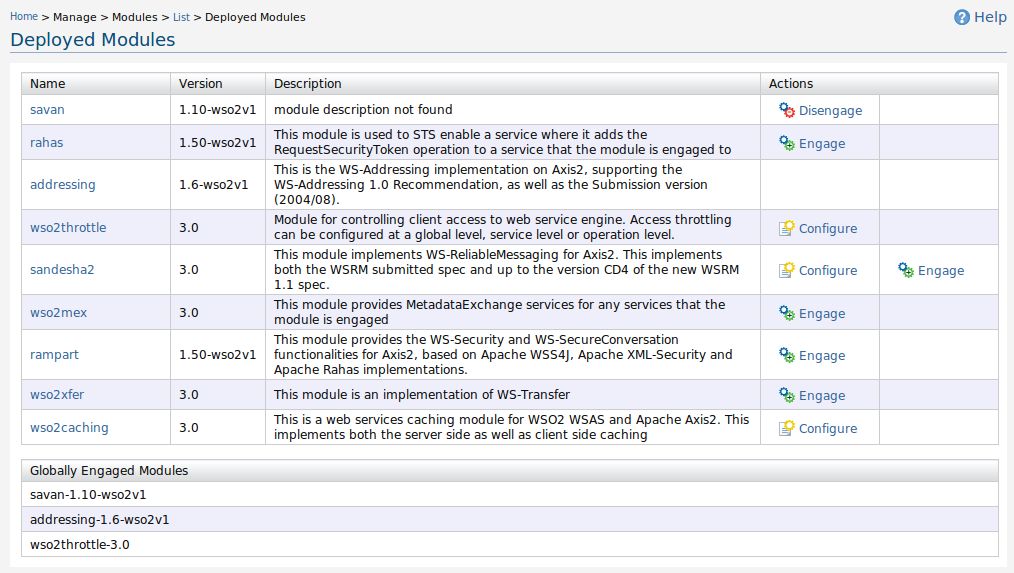 Home > Manage > Modules > List > Deployed Modules
Help
Deployed Modules
Name Version Description Actions
savan 1.10-wso2v1 module description not found Disengage
rahas 1.50-wso2v1 This module is used to STS enable a service where it adds the
RequestSecurityToken operation to a service that the module is engaged to Engage
addressing 1.6-wso2v1 This is the WS-Addressing implementation on Axis2, supporting the
WS-Addressing 1.0 Recommendation, as well as the Submission version
(2004/08).
wso2throttle 3.0 Module for controlling client access to web service engine. Access throttling
can be configured at a global level, service level or operation level. Configure
sandesha2 3.0 This module implements WS-ReliableMessaging for Axis2. This implements
both the WSRM submitted spec and up to the version CD4 of the new WSRM
1.1 spec. Configure Engage
wso2mex 3.0 This module provides MetadataExchange services for any services that the
module is engaged Engage
rampart 1.50-wso2v1 This module provides the WS-Security and WS-SecureConversation
functionalities for Axis2, based on Apache WSS4J, Apache XML-Security and
Apache Rahas implementations. Engage
wso2xfer 3.0 This module is an implementation of WS-Transfer Engage
wso2caching 3.0 This is a web services caching module for WSO2 WSAS and Apache Axis2. This
implements both the server side as well as client side caching Configure
Globally Engaged Modules
savan-1.10-wso2v1
addressing-1.6-wso2v1
wso2throttle-3.0